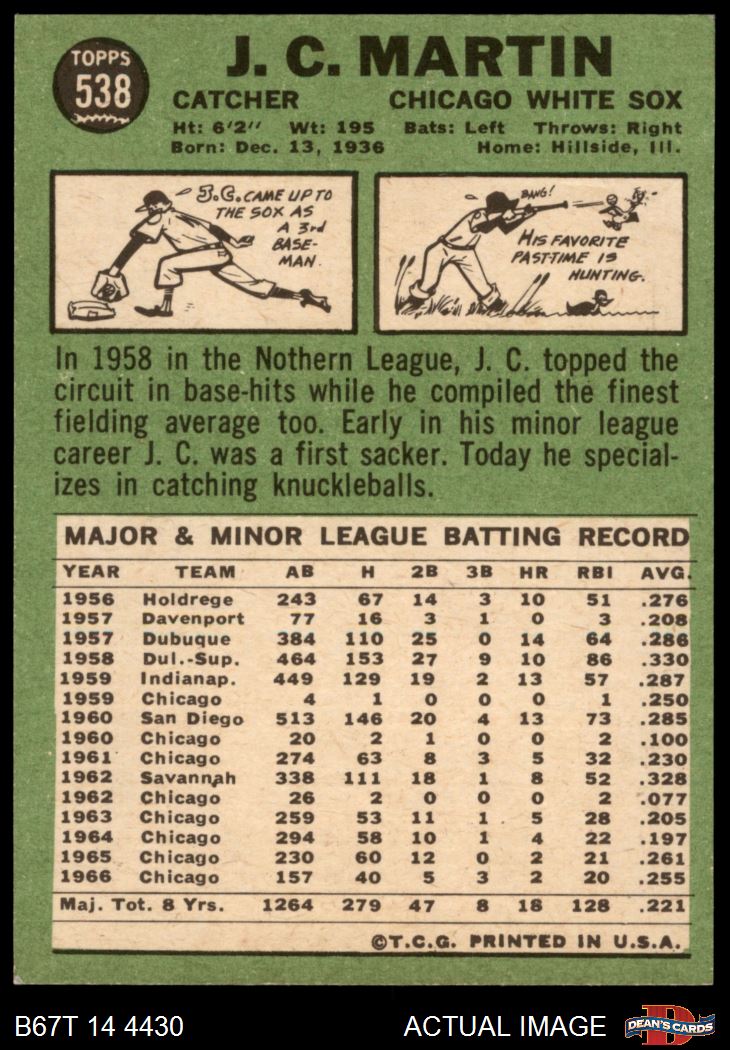 TOPPS
538
J. C. MARTIN
CATCHER CHICAGO WHITE SOX
Ht: 6'2'' Wt: 195 Bats: Left Throws: Right
Born: Dec. 13, 1936 Home: Hillside, Ill.
J.C. CAME UP TO
THE SOX AS
A 3rd
BASE-
MAN.
BANG!
HIS FAVORITE
PASTTIME IS
HUNTING.
In 1958 in the Nothern League, J. C. topped the
circuit in base-hits while he compiled the finest
fielding average too. Early in his minor league
career J. C. was a first sacker. Today he special-
izes in catching knuckleballs.
MAJOR & MINOR LEAGUE BATTING RECORD
YEAR TEAM AB H 2B 3B HR RBI AVG.
1956 Holdrege 243 67 14 3 10 51 .276
1957 Davenport 77 16 3 1 0 3 .208
1957 Dubuque 384 110 25 0 14 64 .286
1958 Dul.-Sup. 464 153 27 9 10 86 .330
1959 Indianap. 449 129 19 2 13 57 .287
1959 Chicago 4 1 0 0 0 1 .250
1960 San Diego 513 146 20 4 13 73 .285
1960 Chicago 20 2 1 0 0 2 .100
1961 Chicago 274 63 8 3 5 32 .230
1962 Savannah 338 111 18 1 8 52 .328
1962 Chicago 26 2 0 0 0 2 .077
1963 Chicago 259 53 11 1 5 28 .205
1964 Chicago 294 58 10 1 4 22 .197
1965 Chicago 230 60 12 0 2 21 .261
1966 Chicago 157 40 5 3 2 20 .255
Maj. Tot. 8 Yrs. 1264 279 47 8 18 128 .221
©T.C.G. PRINTED IN U.S.A.
B67T 14 4430 ACTUAL IMAGE
D
DEAN'S CARDS